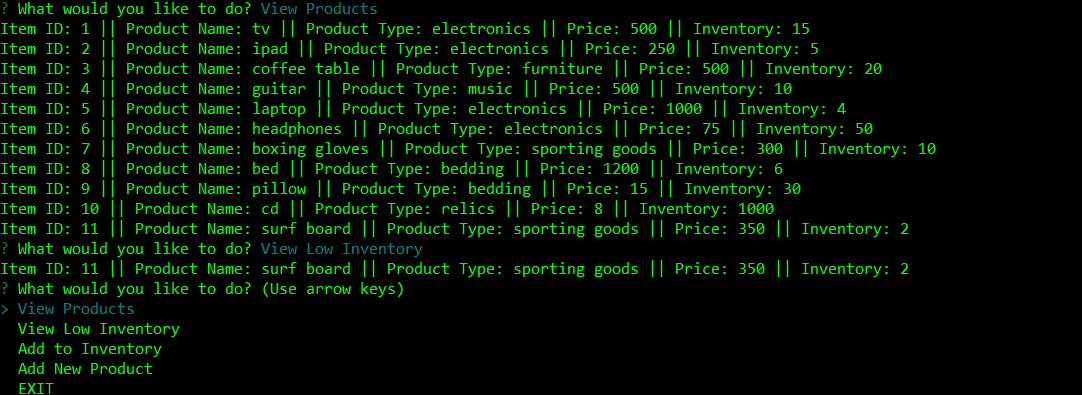 ? What would you like to do? View Products
Item ID: 1 || Product Name: tv || Product Type: electronics || Price: 500 || Inventory: 15
Item ID: 2 || Product Name: ipad || Product Type: electronics || Price: 250 || Inventory: 5
Item ID: 3 || Product Name: coffee table || Product Type: furniture || Price: 500 || Inventory: 20
Item ID: 4 || Product Name: guitar || Product Type: music || Price: 500 || Inventory: 10
Item ID: 5 || Product Name: laptop || Product Type: electronics || Price: 1000 || Inventory: 4
Item ID: 6 || Product Name: headphones || Product Type: electronics || Price: 75 || Inventory: 50
Item ID: 7 || Product Name: boxing gloves || Product Type: sporting goods || Price: 300 || Inventory: 10
Item ID: 8 || Product Name: bed || Product Type: bedding || Price: 1200 || Inventory: 6
Item ID: 9 || Product Name: pillow || Product Type: bedding || Price: 15 || Inventory: 30
Item ID: 10 || Product Name: cd || Product Type: relics || Price: 8 || Inventory: 1000
Item ID: 11 || Product Name: surf board || Product Type: sporting goods || Price: 350 || Inventory: 2
? What would you like to do? View Low Inventory
Item ID: 11 || Product Name: surf board || Product Type: sporting goods || Price: 350 || Inventory: 2
? What would you like to do? (Use arrow keys)
> View Products
View Low Inventory
Add to Inventory
Add New Product
EXIT